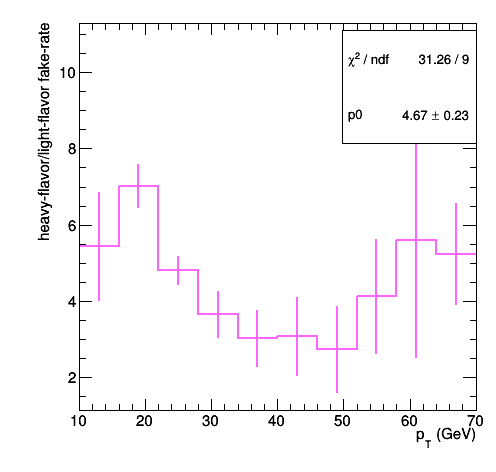 heavy-flavor/light-flavor fake-rate
χ² / ndf 31.26 / 9
p0 4.67 ± 0.23
10
8
6
4
2
10 20 30 40 50 60 70
p_T (GeV)